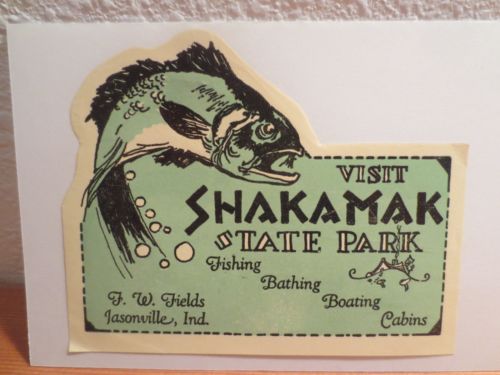 VISIT
SHAKAMAK
STATE PARK
Fishing
Bathing
Boating
Cabins
F. W. Fields
Jasonville, Ind.